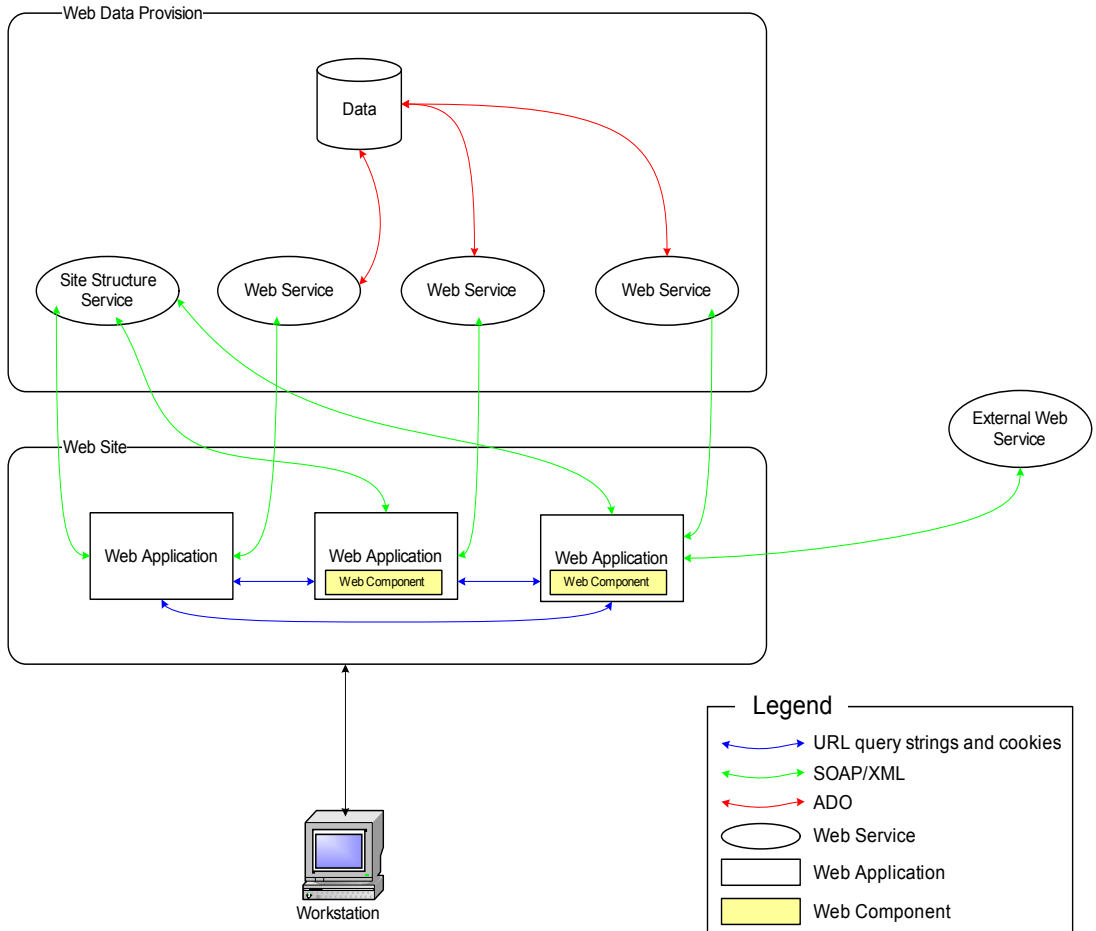 Web Data Provision
Data
Site Structure
Service
Web Service
Web Service
Web Service
External Web
Service
Web Site
Web Application
Web Application
Web Component
Web Application
Web Component
Workstation
Legend
URL query strings and cookies
SOAP/XML
ADO
Web Service
Web Application
Web Component